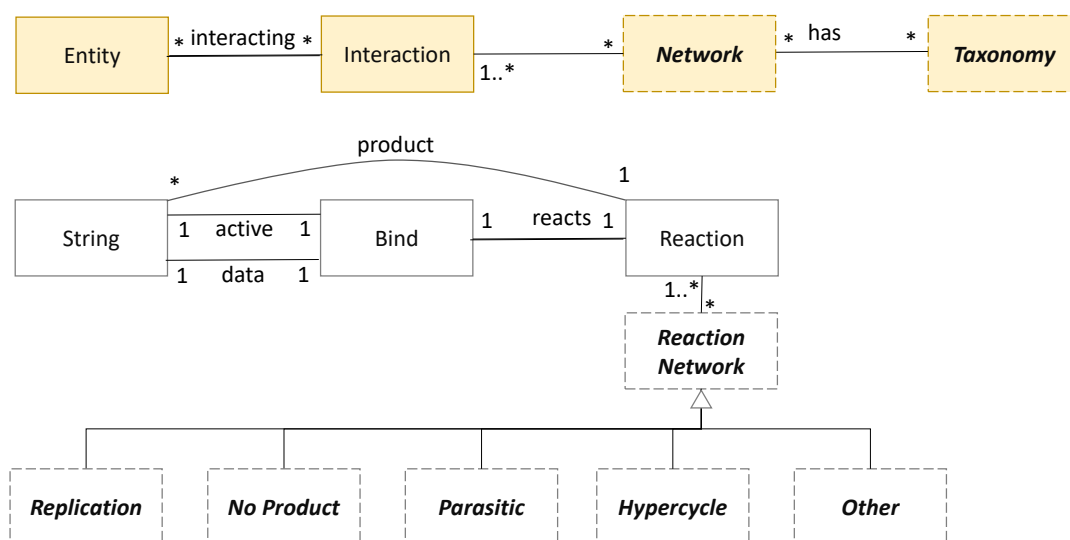 Entity
* interacting *
Interaction
1..*
*
Network
* has *
Taxonomy
product
*
1
String
1 active 1
1 data 1
Bind
1 reacts 1
Reaction
1..*
*
Reaction
Network
Replication
No Product
Parasitic
Hypercycle
Other